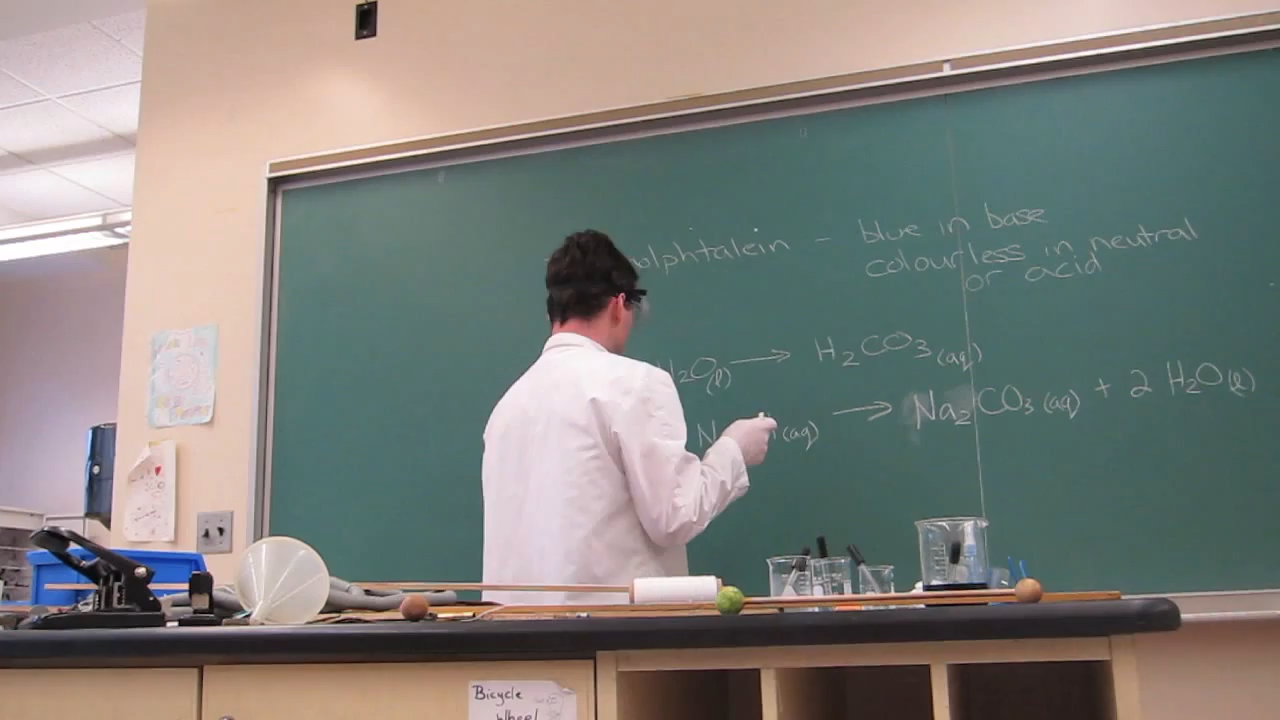 olphtalein - blue in base
colourless in neutral
or acid
H₂O(l) → H₂CO₃(aq)
N (aq) → Na₂CO₃(aq) + 2 H₂O(l)
Bicycle
Wheel